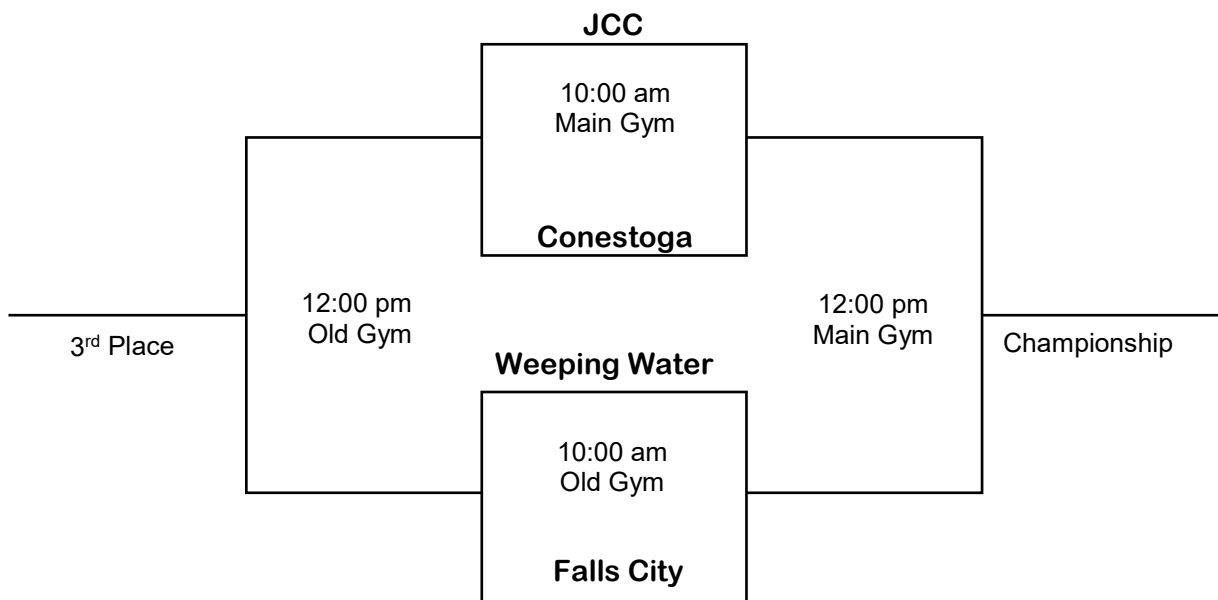 JCC
10:00 am
Main Gym
Conestoga
12:00 pm
Old Gym
12:00 pm
Main Gym
3rd Place
Championship
Weeping Water
10:00 am
Old Gym
Falls City